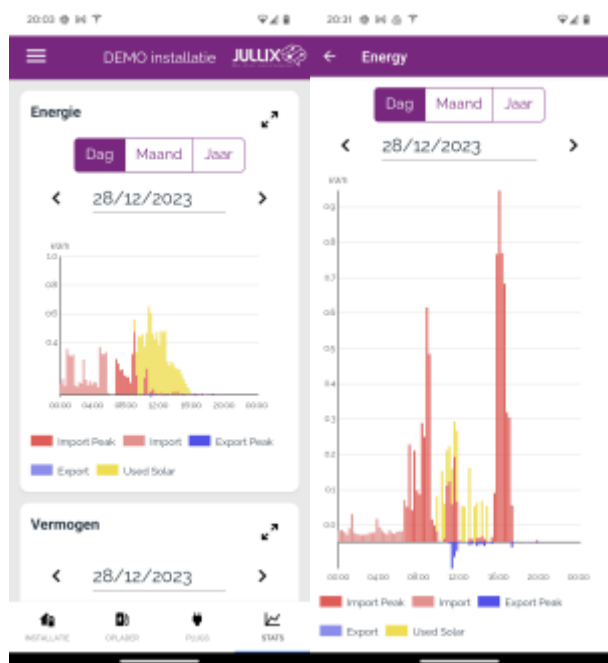 20:03
DEMO installatie JULLIX
Energie
Dag Maand Jaar
28/12/2023
kWh
1.0
0.8
0.6
0.4
00:00 04:00 08:00 12:00 16:00 20:00 00:00
Import Peak Import Export Peak
Export Used Solar
Vermogen
28/12/2023
INSTALLATIE OPLADER PLUGS STATS
20:31
Energy
Dag Maand Jaar
28/12/2023
kWh
0.9
0.8
0.7
0.6
0.5
0.4
0.3
0.2
0.1
0.0
00:00 04:00 08:00 12:00 16:00 20:00 00:00
Import Peak Import Export Peak
Export Used Solar